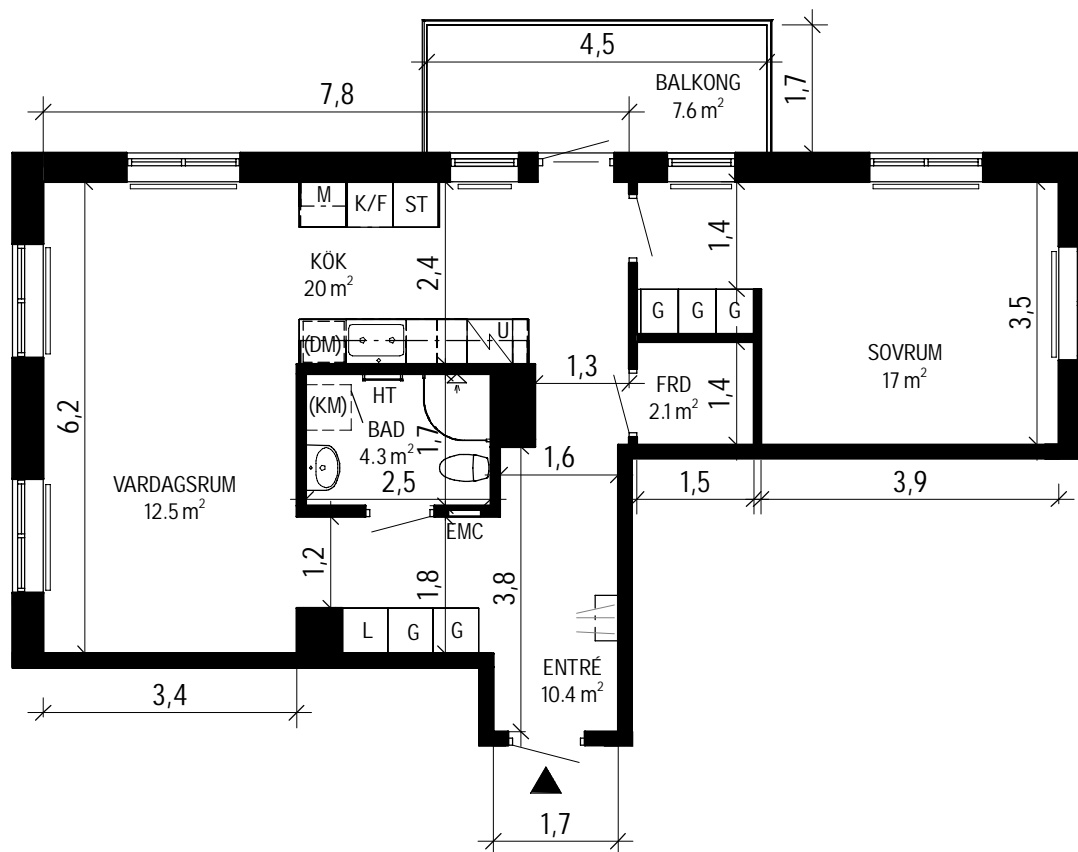 4,5
BALKONG
7.6 m²
1,7
7,8
M
K/F
ST
KÖK
20 m²
2,4
1,4
G
G
G
3,5
(DM)
U
SOVRUM
17 m²
1,3
FRD
2.1 m²
1,4
HT
(KM)
BAD
4.3 m²
1,7
6,2
2,5
1,6
1,5
3,9
VARDAGSRUM
12.5 m²
EMC
1,2
1,8
3,8
L
G
G
ENTRÉ
10.4 m²
3,4
1,7